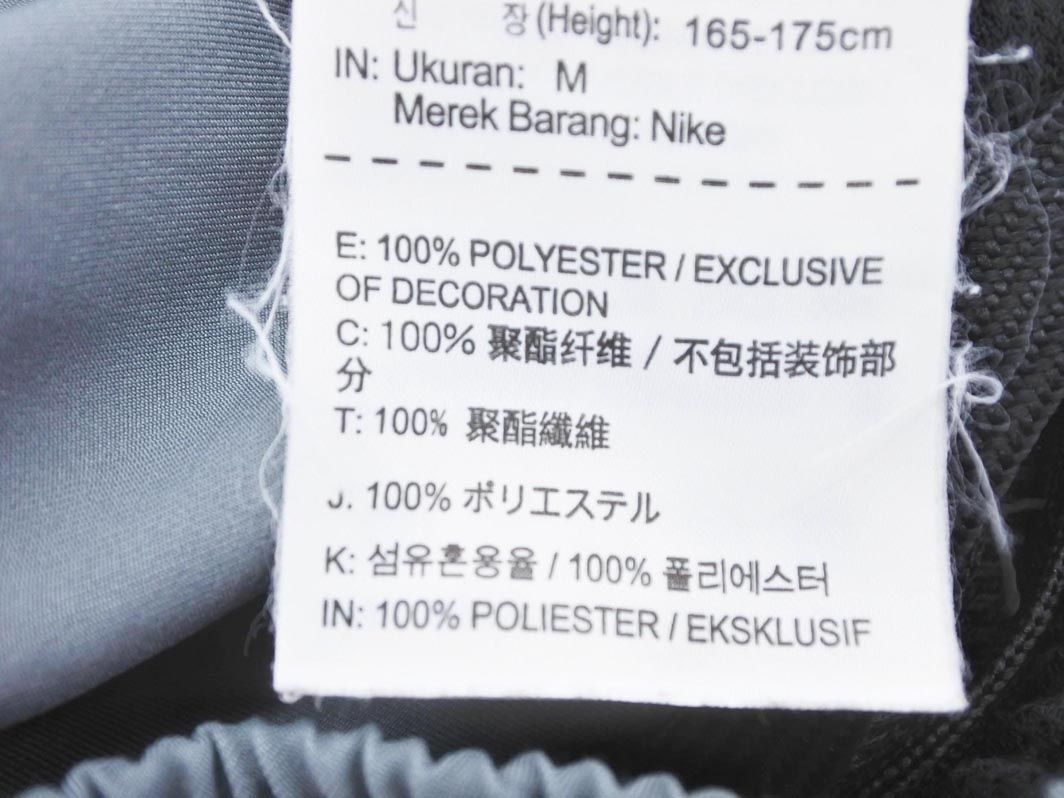 신 장 (Height): 165-175cm
IN: Ukuran: M
Merek Barang: Nike
E: 100% POLYESTER / EXCLUSIVE
OF DECORATION
C: 100% 聚酯纤维 / 不包括装饰部
分
T: 100% 聚酯纖維
J. 100% ポリエステル
K: 섬유혼용율 / 100% 폴리에스터
IN: 100% POLIESTER / EKSKLUSIF